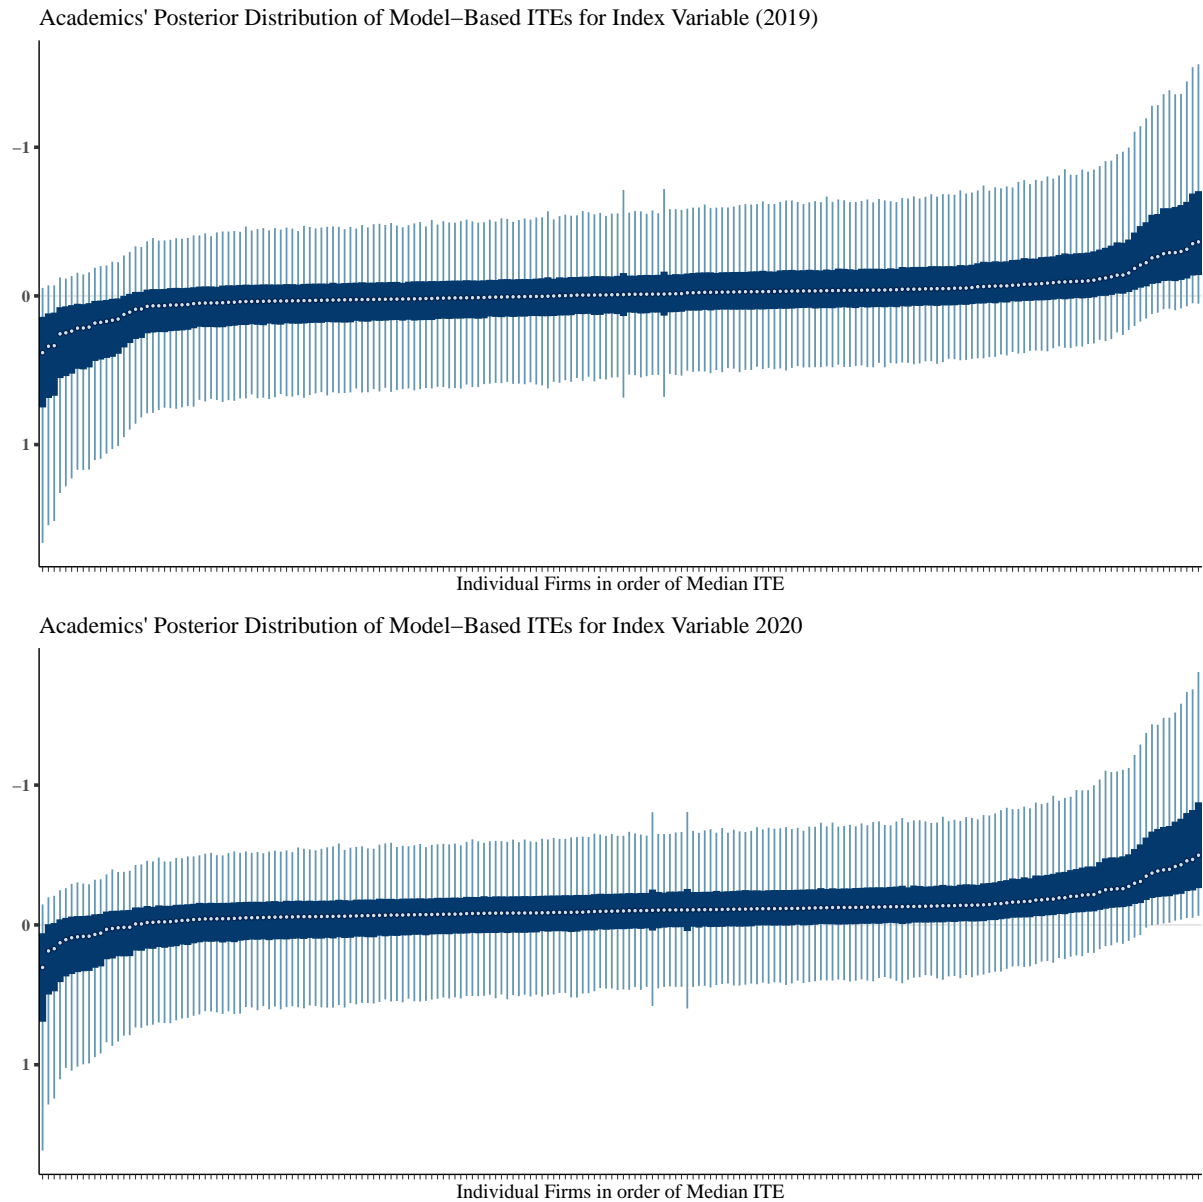 Academics' Posterior Distribution of Model−Based ITEs for Index Variable (2019)
−1
0
1
Individual Firms in order of Median ITE
Academics' Posterior Distribution of Model−Based ITEs for Index Variable 2020
−1
0
1
Individual Firms in order of Median ITE